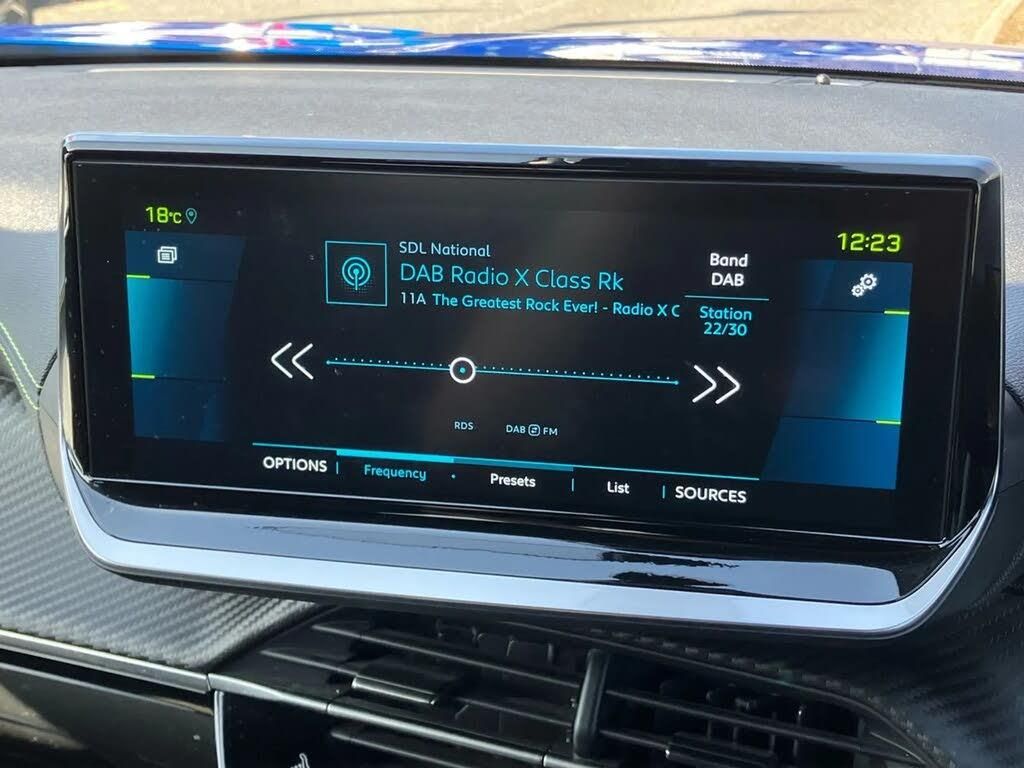 18°C
12:23
SDL National
DAB Radio X Class Rk
11A The Greatest Rock Ever! - Radio X C
Band
DAB
Station
22/30
RDS
DAB FM
OPTIONS
Frequency
Presets
List
SOURCES